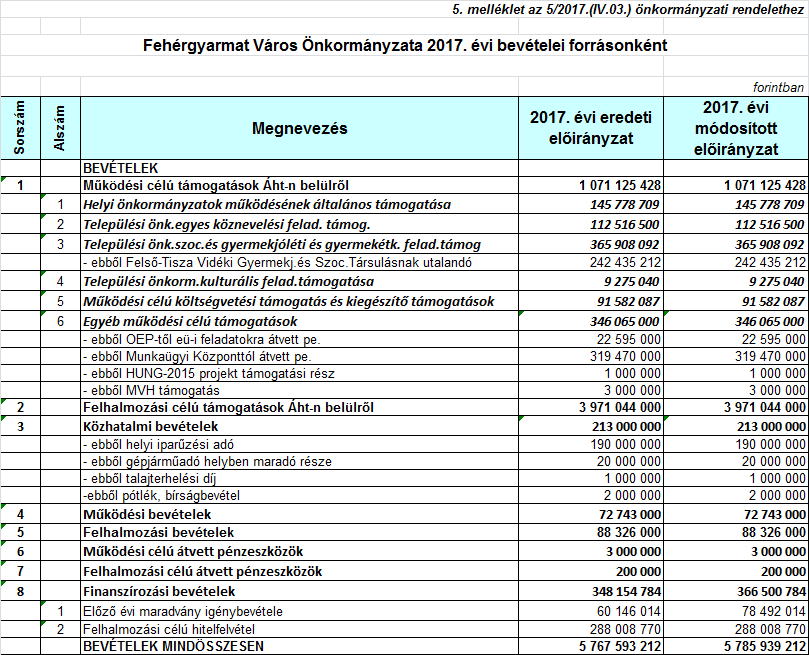 5. melléklet az 5/2017.(IV.03.) önkormányzati rendelethez
Fehérgyarmat Város Önkormányzata 2017. évi bevételei forrásonként
forintban
Sorszám Alszám Megnevezés 2017. évi eredeti előirányzat 2017. évi módosított előirányzat
BEVÉTELEK
1 Működési célú támogatások Áht-n belülről 1 071 125 428 1 071 125 428
1 Helyi önkormányzatok működésének általános támogatása 145 778 709 145 778 709
2 Települési önk.egyes köznevelési felad. támog. 112 516 500 112 516 500
3 Települési önk.szoc.és gyermekjóléti és gyermekétk. felad.támog 365 908 092 365 908 092
- ebből Felső-Tisza Vidéki Gyermekj.és Szoc.Társulásnak utalandó 242 435 212 242 435 212
4 Települési önkorm.kulturális felad.támogatása 9 275 040 9 275 040
5 Működési célú költségvetési támogatás és kiegészítő támogatások 91 582 087 91 582 087
6 Egyéb működési célú támogatások 346 065 000 346 065 000
- ebből OEP-től eü-i feladatokra átvett pe. 22 595 000 22 595 000
- ebből Munkaügyi Központtól átvett pe. 319 470 000 319 470 000
- ebből HUNG-2015 projekt támogatási rész 1 000 000 1 000 000
- ebből MVH támogatás 3 000 000 3 000 000
2 Felhalmozási célú támogatások Áht-n belülről 3 971 044 000 3 971 044 000
3 Közhatalmi bevételek 213 000 000 213 000 000
- ebből helyi iparűzési adó 190 000 000 190 000 000
- ebből gépjárműadó helyben maradó része 20 000 000 20 000 000
- ebből talajterhelési díj 1 000 000 1 000 000
-ebből pótlék, bírságbevétel 2 000 000 2 000 000
4 Működési bevételek 72 743 000 72 743 000
5 Felhalmozási bevételek 88 326 000 88 326 000
6 Működési célú átvett pénzeszközök 3 000 000 3 000 000
7 Felhalmozási célú átvett pénzeszközök 200 000 200 000
8 Finanszírozási bevételek 348 154 784 366 500 784
1 Előző évi maradvány igénybevétele 60 146 014 78 492 014
2 Felhalmozási célú hitelfelvétel 288 008 770 288 008 770
BEVÉTELEK MINDÖSSZESEN 5 767 593 212 5 785 939 212